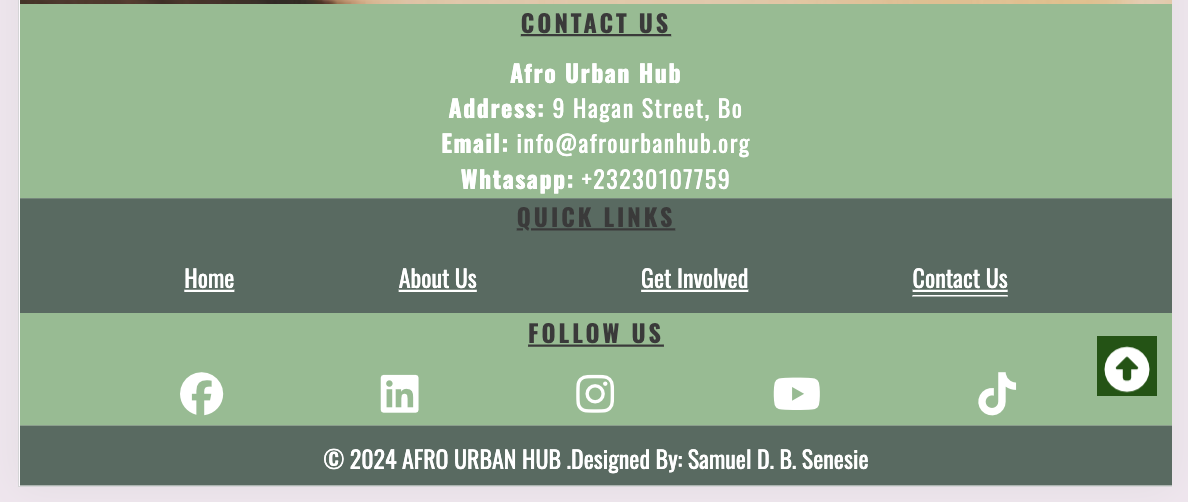 CONTACT US
Afro Urban Hub
Address: 9 Hagan Street, Bo
Email: info@afrourbanhub.org
Whtasapp: +23230107759
QUICK LINKS
Home About Us Get Involved Contact Us
FOLLOW US
© 2024 AFRO URBAN HUB .Designed By: Samuel D. B. Senesie